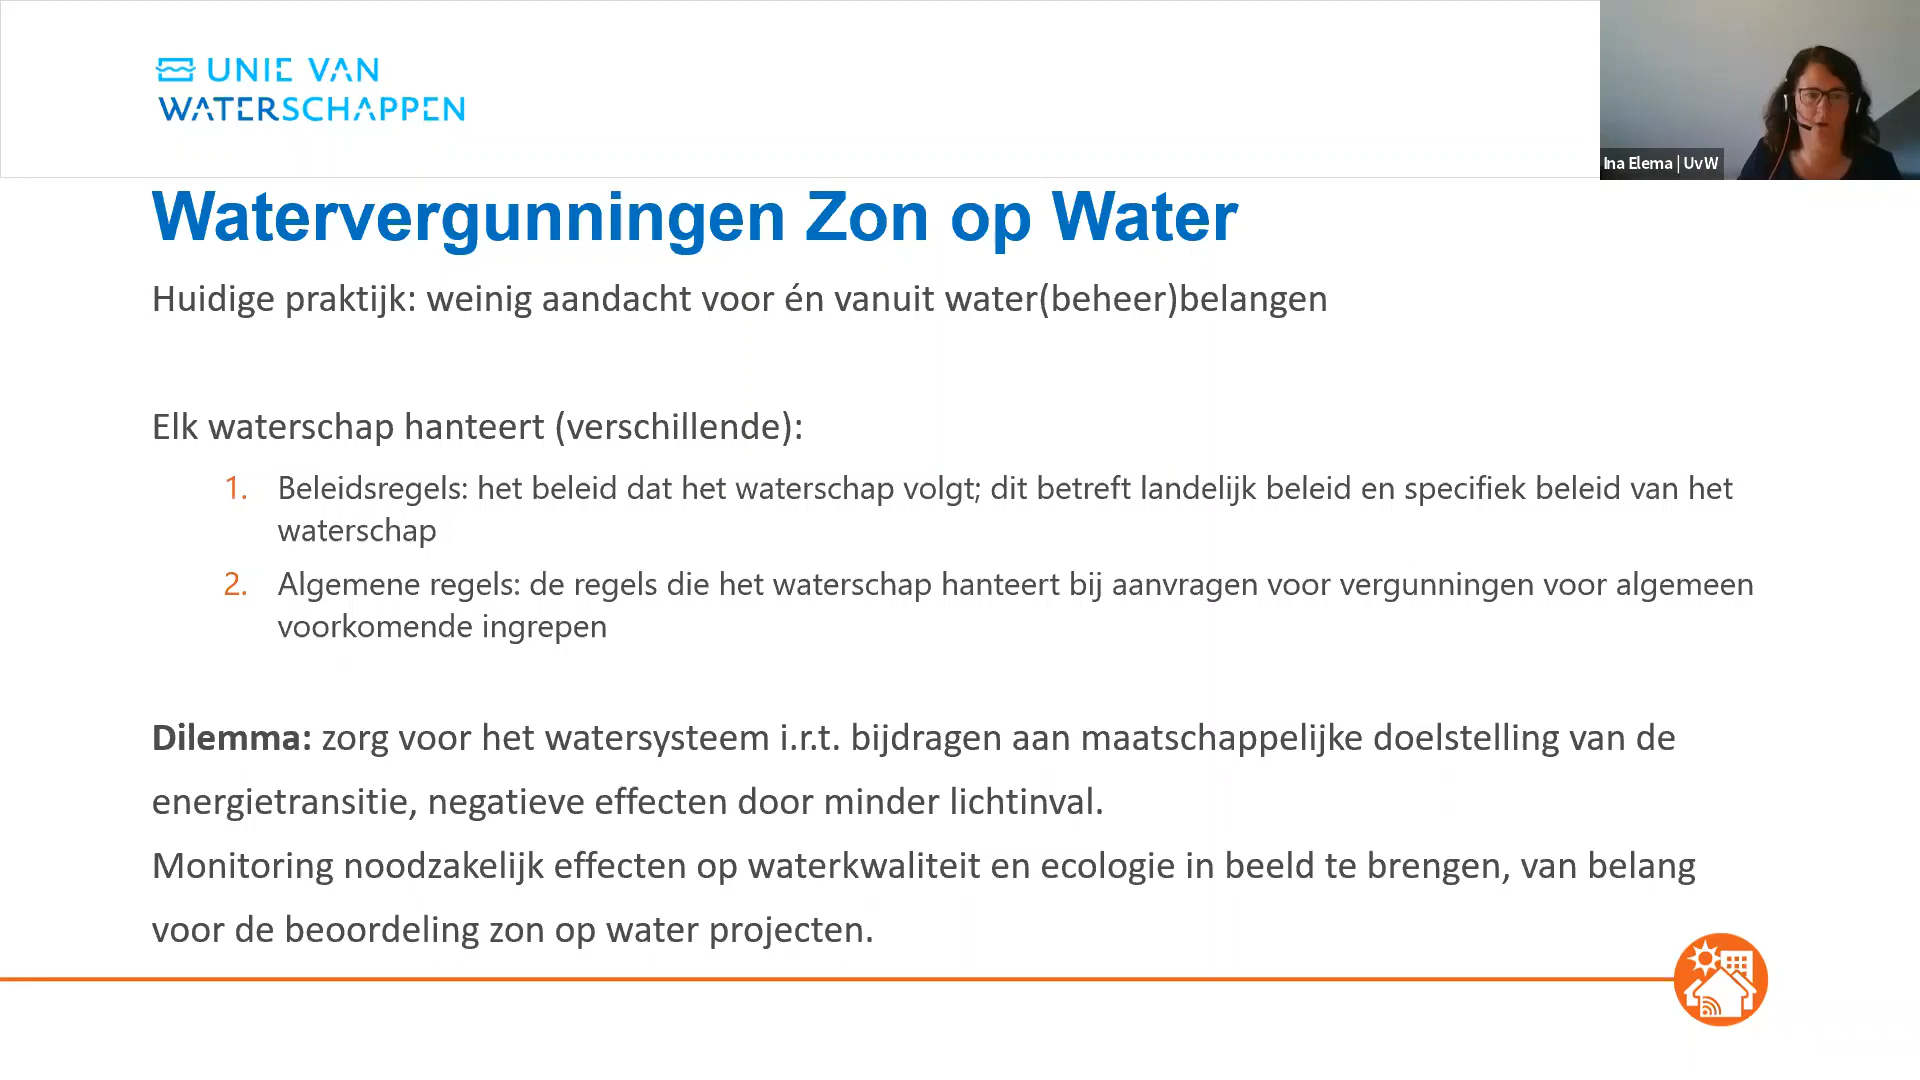 UNIE VAN
WATERSCHAPPEN
Ina Elema | UvW
Watervergunningen Zon op Water
Huidige praktijk: weinig aandacht voor én vanuit water(beheer)belangen
Elk waterschap hanteert (verschillende):
1. Beleidsregels: het beleid dat het waterschap volgt; dit betreft landelijk beleid en specifiek beleid van het
waterschap
2. Algemene regels: de regels die het waterschap hanteert bij aanvragen voor vergunningen voor algemeen
voorkomende ingrepen
Dilemma: zorg voor het watersysteem i.r.t. bijdragen aan maatschappelijke doelstelling van de
energietransitie, negatieve effecten door minder lichtinval.
Monitoring noodzakelijk effecten op waterkwaliteit en ecologie in beeld te brengen, van belang
voor de beoordeling zon op water projecten.